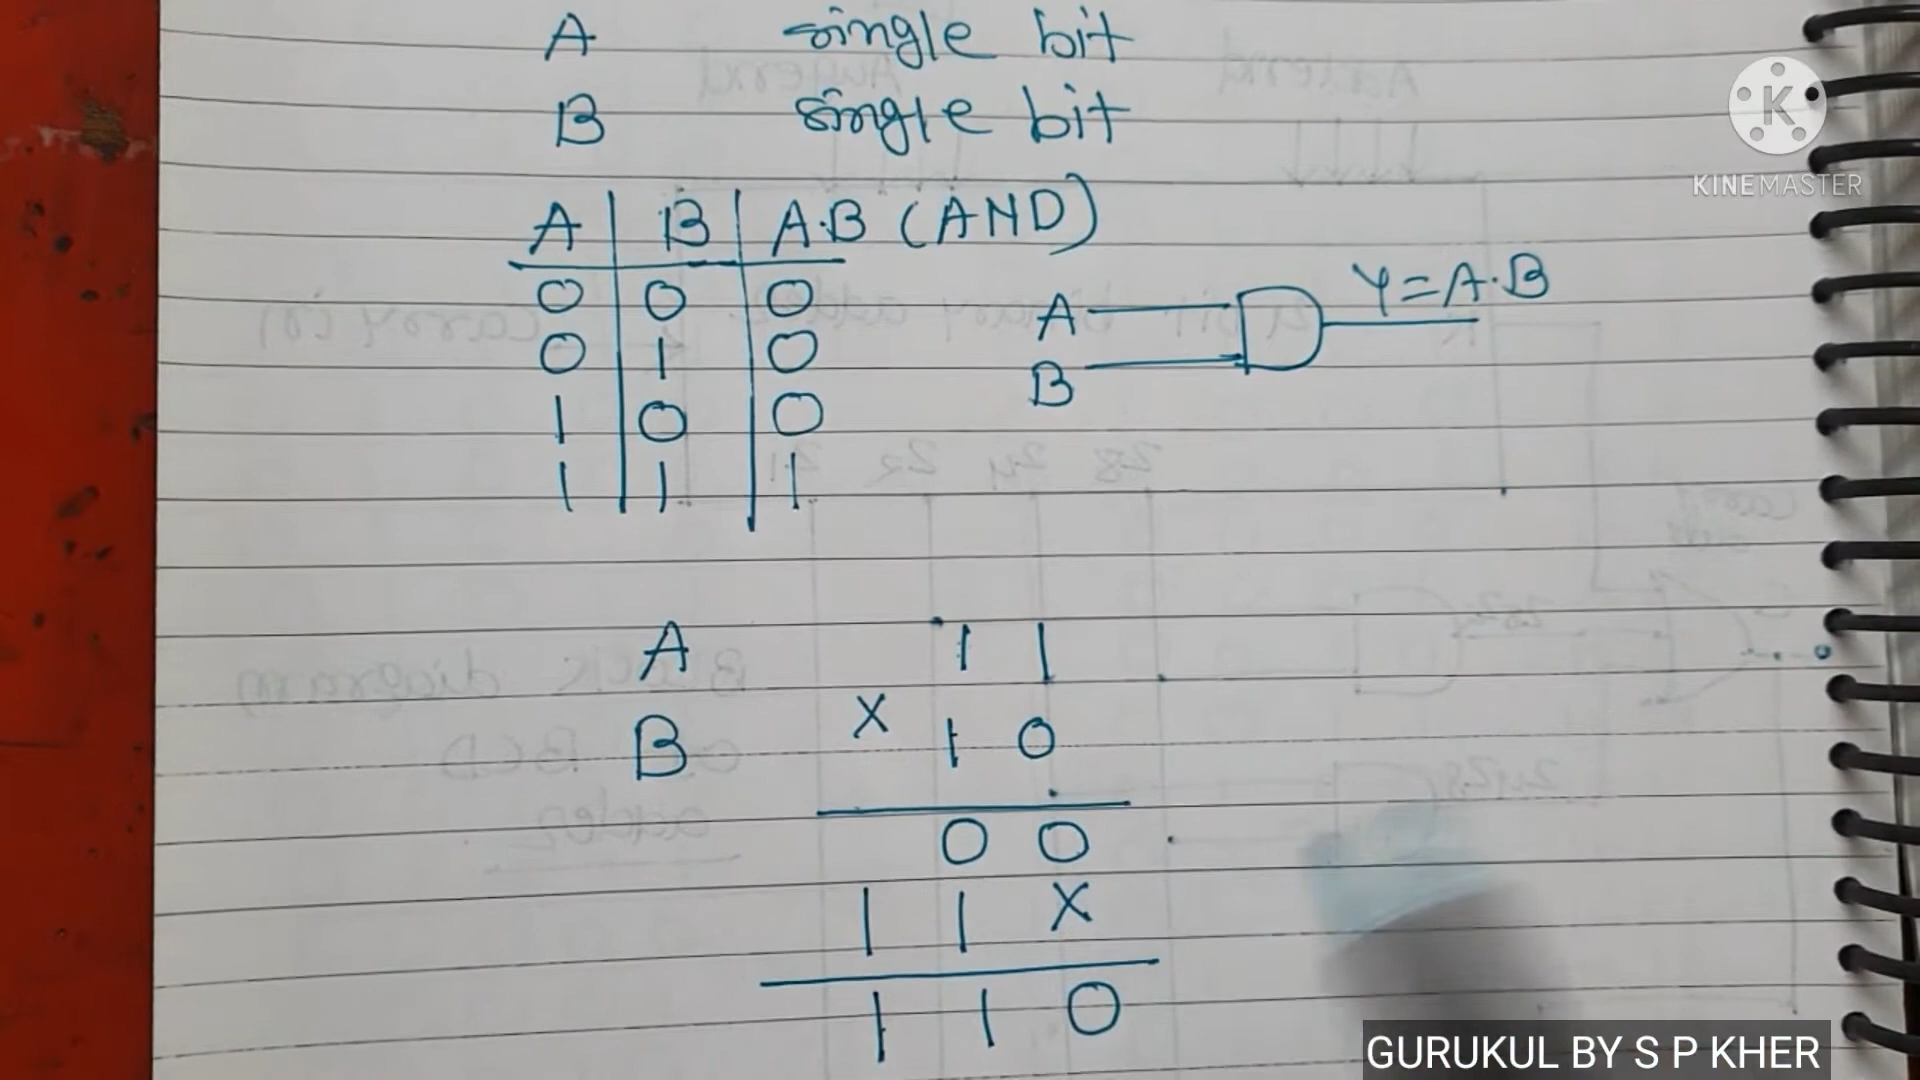 A single bit
B single bit
A B A.B (AND)
0 0 0
0 1 0
1 0 0
1 1 1
A
B
Y=A.B
A 1 1
B X 1 0
0 0
1 1 X
1 1 0
KINEMASTER
GURUKUL BY S P KHER